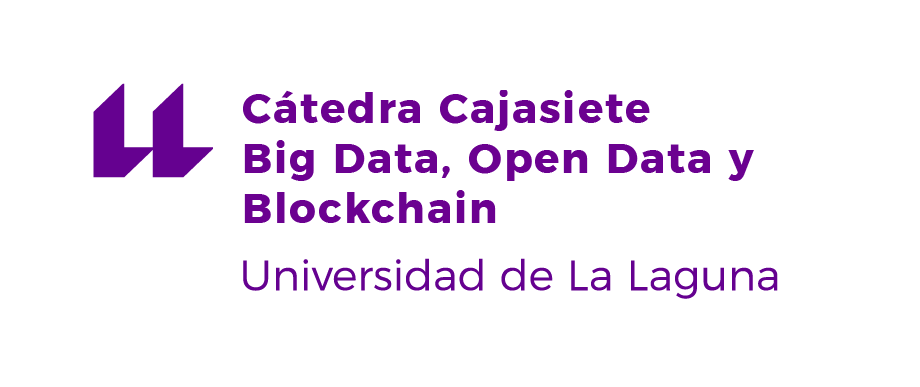 Cátedra Cajasiete
Big Data, Open Data y
Blockchain
Universidad de La Laguna